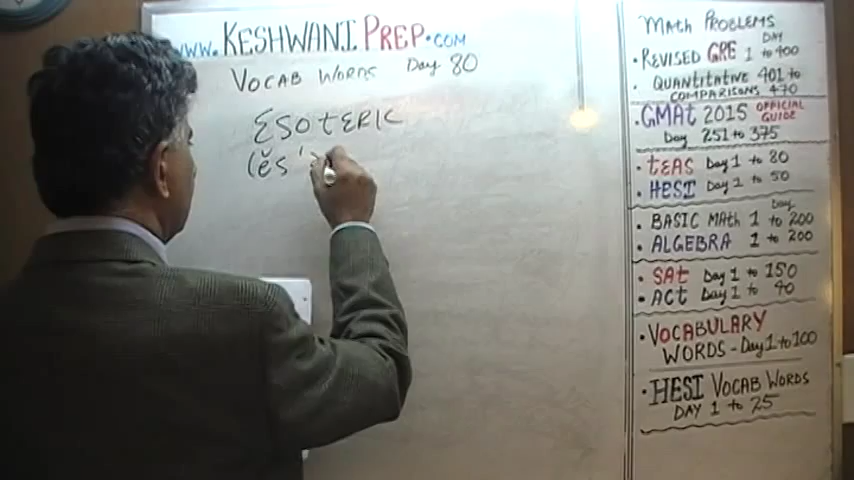 www.KESHWANIPREP.COM
VOCAB WORDS Day 80
ESOTERIC
(ĕs'
MATH PROBLEMS
• REVISED GRE DAY 1 to 400
• QUANTITATIVE 401 to
COMPARISONS 470
• GMAt 2015 OFFICIAL GUIDE
Day 251 to 375
• tEAS Day 1 to 80
• HESI Day 1 to 50
Day
• BASIC MAtH 1 to 200
• ALGEBRA 1 to 200
• SAt Day 1 to 150
• ACt Day 1 to 40
• VOCABULARY
WORDS - Day 1 to 100
• HESI VOCAB WORDS
DAY 1 to 25